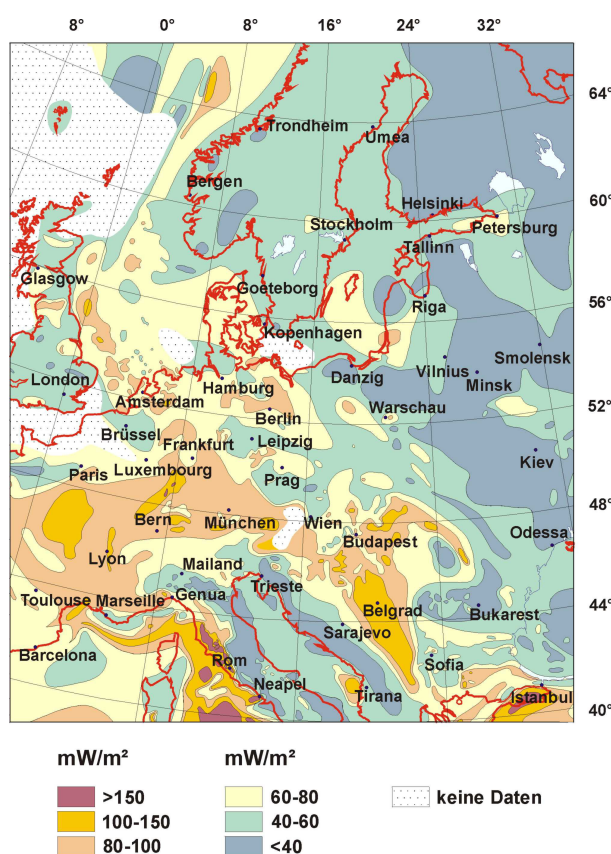 8° 0° 8° 16° 24° 32°
64°
Trondheim
Umea
Bergen
60°
Helsinki
Stockholm
Petersburg
Tallinn
Glasgow
Goeteborg
56°
Riga
Kopenhagen
Smolensk
Vilnius
London
Danzig
Minsk
Hamburg
52°
Amsterdam
Warschau
Berlin
Brüssel
Frankfurt
Leipzig
Kiev
Paris
Luxembourg
Prag
48°
Bern
München
Wien
Odessa
Budapest
Lyon
Mailand
Trieste
44°
Toulouse
Marseille
Genua
Belgrad
Bukarest
Sarajevo
Barcelona
Rom
Sofia
Neapel
Tirana
Istanbul
40°
mW/m² mW/m²
>150 60-80 keine Daten
100-150 40-60
80-100 <40